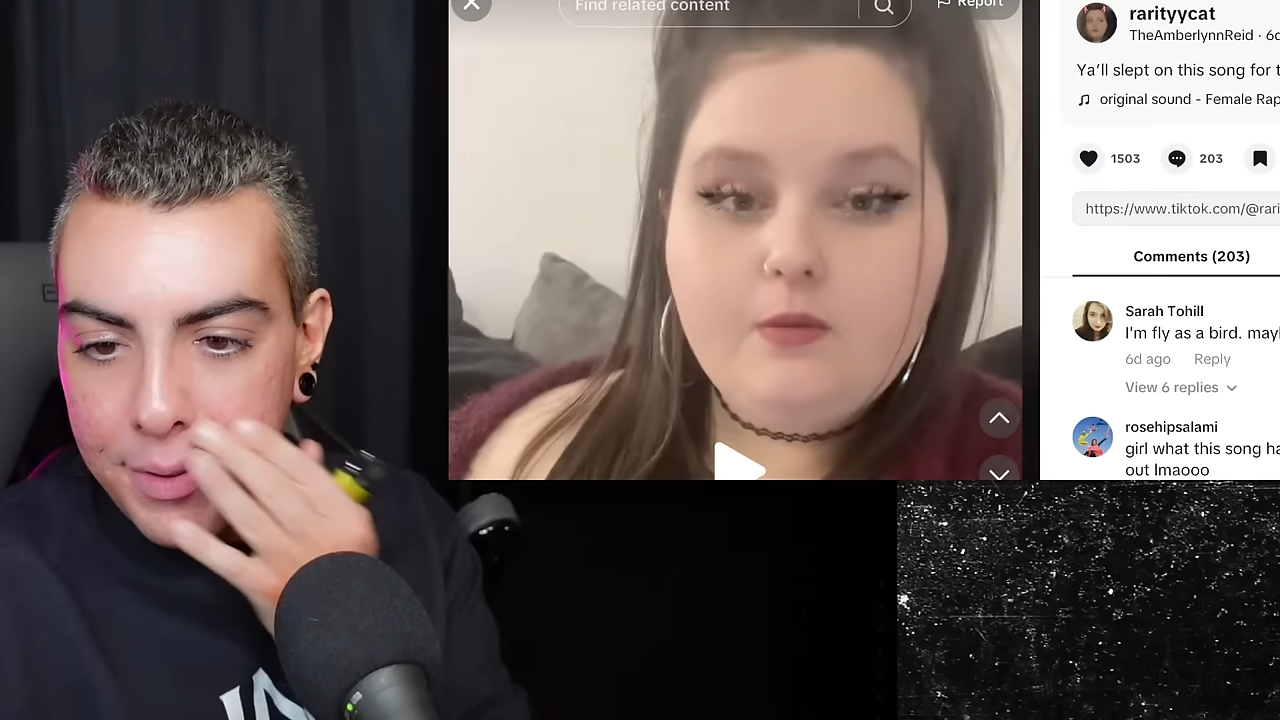 Find related content
Report
rarityycat
TheAmberlynnReid · 6d
Ya'll slept on this song for t
original sound - Female Rap
1503
203
https://www.tiktok.com/@rari
Comments (203)
Sarah Tohill
I'm fly as a bird. mayb
6d ago Reply
View 6 replies
rosehipsalami
girl what this song ha
out lmaooo